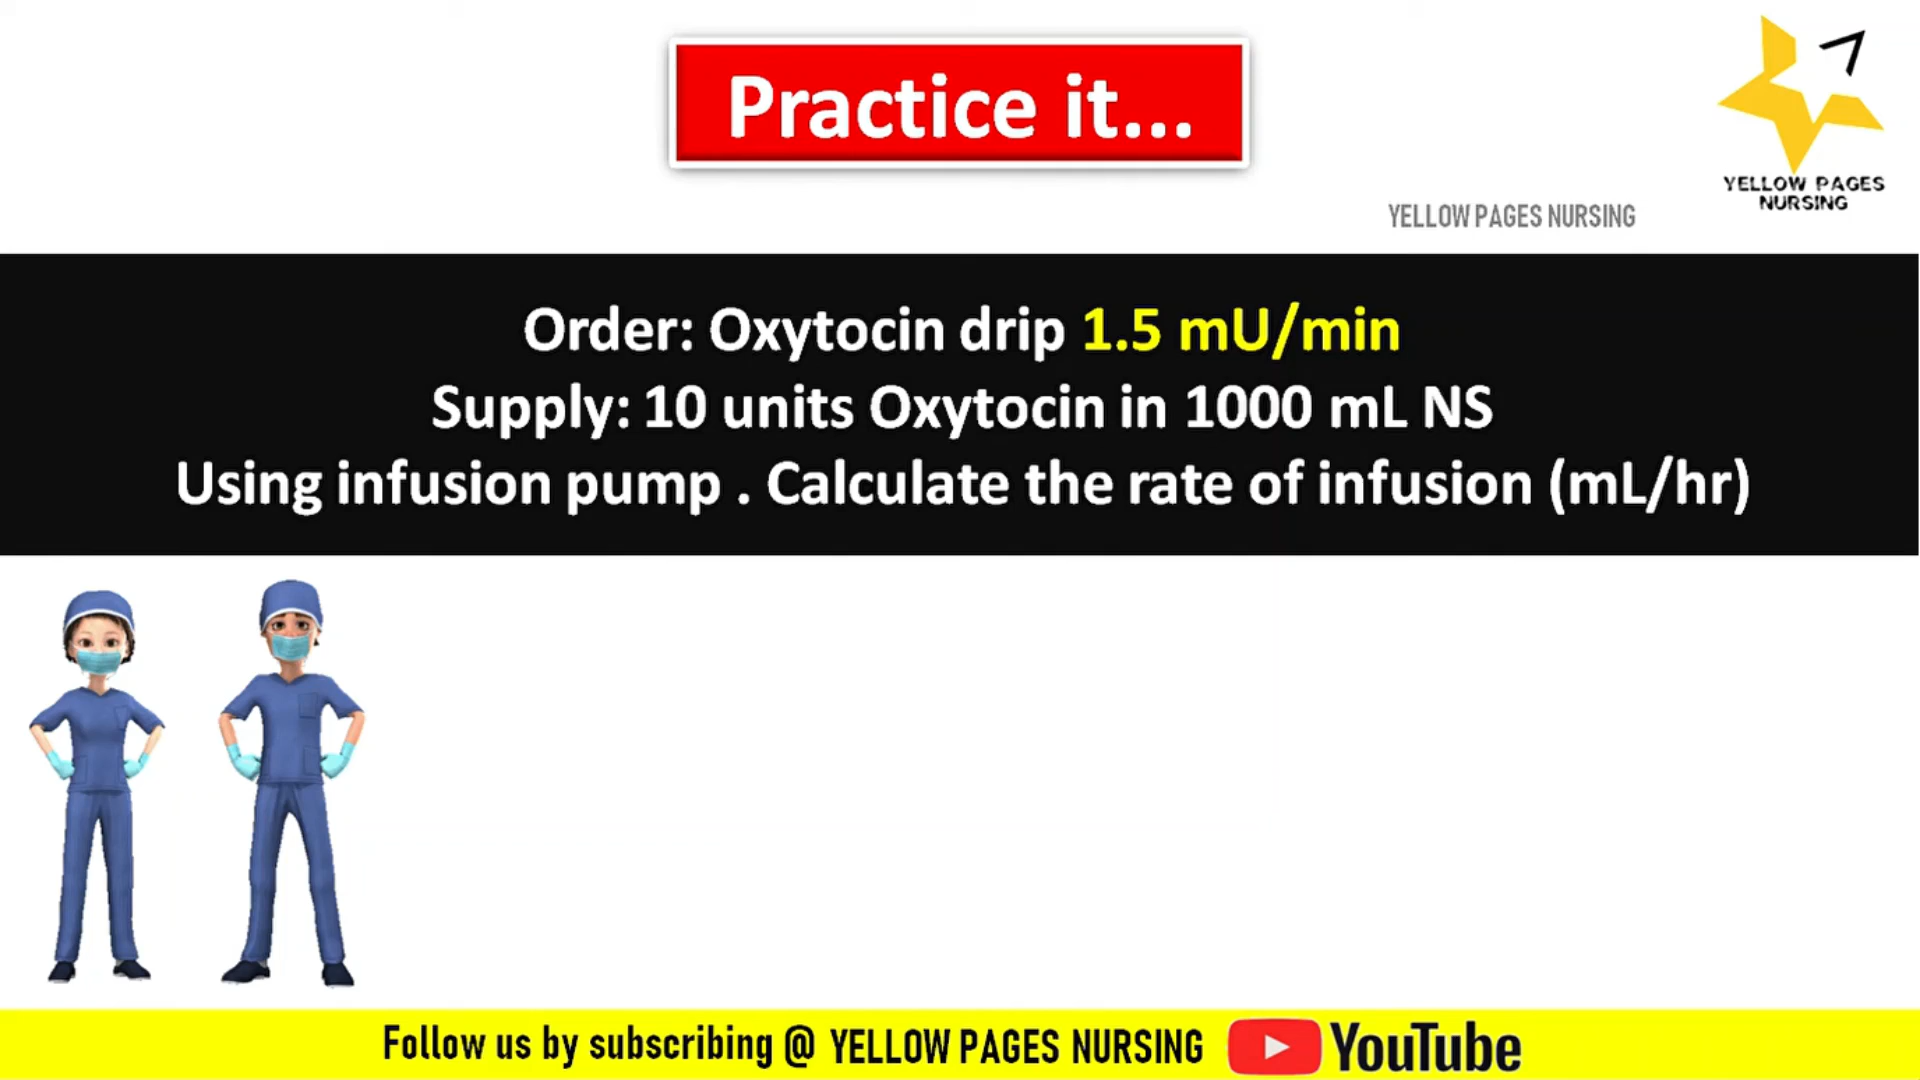 Practice it...
YELLOW PAGES
NURSING
YELLOW PAGES NURSING
Order: Oxytocin drip 1.5 mU/min
Supply: 10 units Oxytocin in 1000 mL NS
Using infusion pump . Calculate the rate of infusion (mL/hr)
Follow us by subscribing @ YELLOW PAGES NURSING YouTube